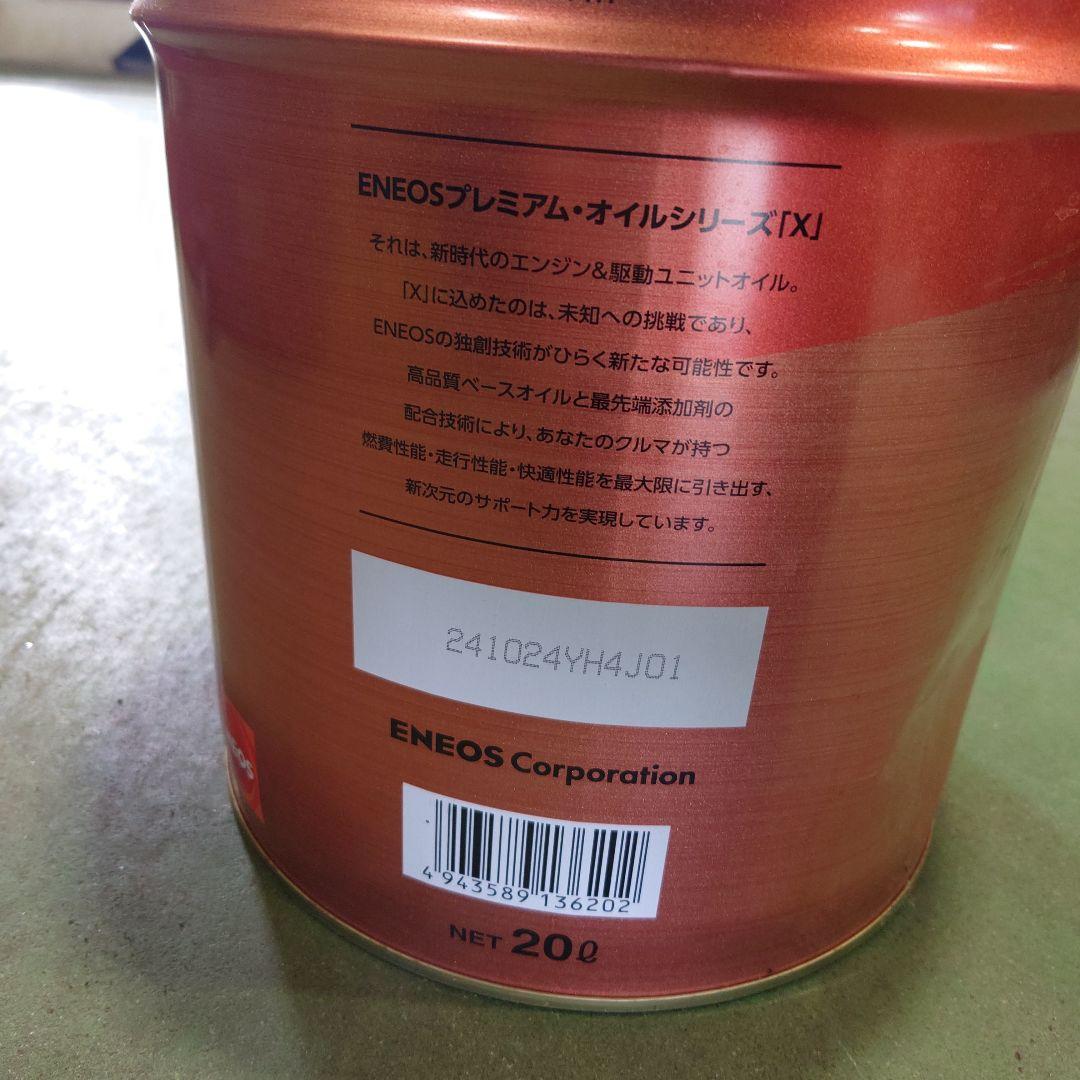 ENEOSプレミアム・オイルシリーズ「X」
それは、新時代のエンジン&駆動ユニットオイル。
「X」に込めたのは、未知への挑戦であり、
ENEOSの独創技術がひらく新たな可能性です。
高品質ベースオイルと最先端添加剤の
配合技術により、あなたのクルマが持つ
燃費性能・走行性能・快適性能を最大限に引き出す、
新次元のサポート力を実現しています。
241024YH4J01
ENEOS Corporation
4 943589 136202
NET 20ℓ